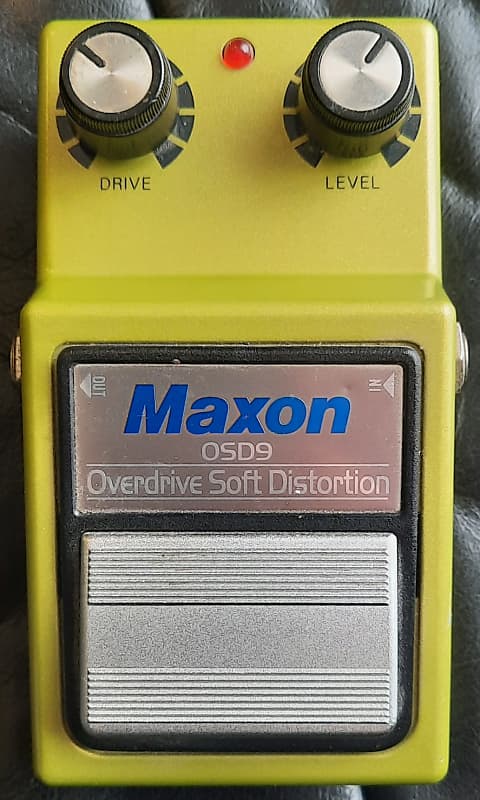 DRIVE LEVEL
OUT IN
Maxon
OSD9
Overdrive Soft Distortion